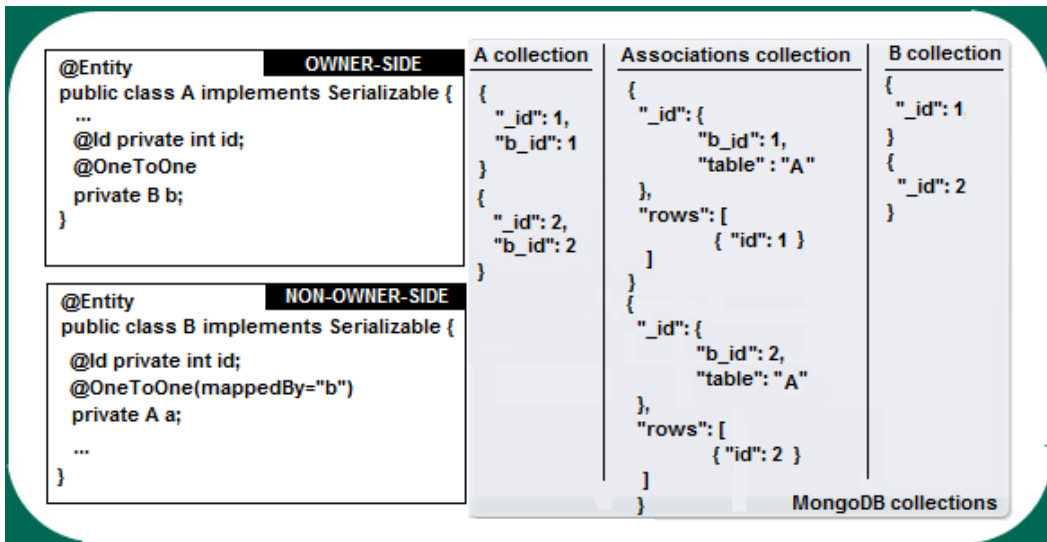 @Entity
OWNER-SIDE
public class A implements Serializable {
...
@Id private int id;
@OneToOne
private B b;
}
@Entity
NON-OWNER-SIDE
public class B implements Serializable {
@Id private int id;
@OneToOne(mappedBy="b")
private A a;
...
}
A collection
{
"_id": 1,
"b_id": 1
}
{
"_id": 2,
"b_id": 2
}
Associations collection
{
"_id": {
"b_id": 1,
"table" : "A"
},
"rows": [
{ "id": 1 }
]
}
{
"_id": {
"b_id": 2,
"table": "A"
},
"rows": [
{ "id": 2 }
]
}
B collection
{
"_id": 1
}
{
"_id": 2
}
MongoDB collections